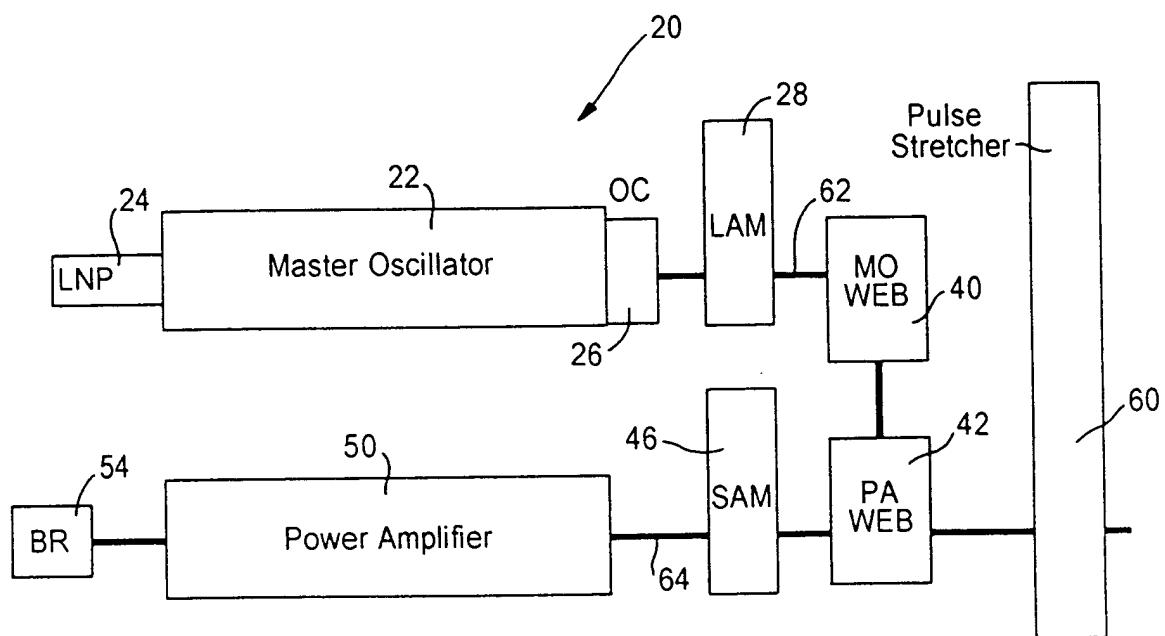 20
28
Pulse
Stretcher
22
OC
24
62
LAM
LNP
Master Oscillator
MO
WEB
40
26
60
46
42
50
54
SAM
PA
WEB
BR
Power Amplifier
64